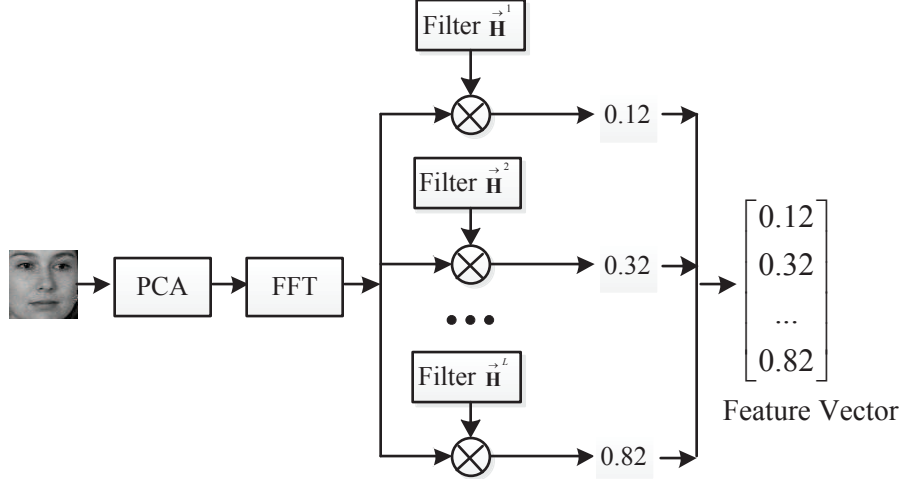 Filter H⃗¹
0.12
Filter H⃗²
PCA
FFT
0.32
...
Filter H⃗ᴸ
0.82
0.12
0.32
...
0.82
Feature Vector